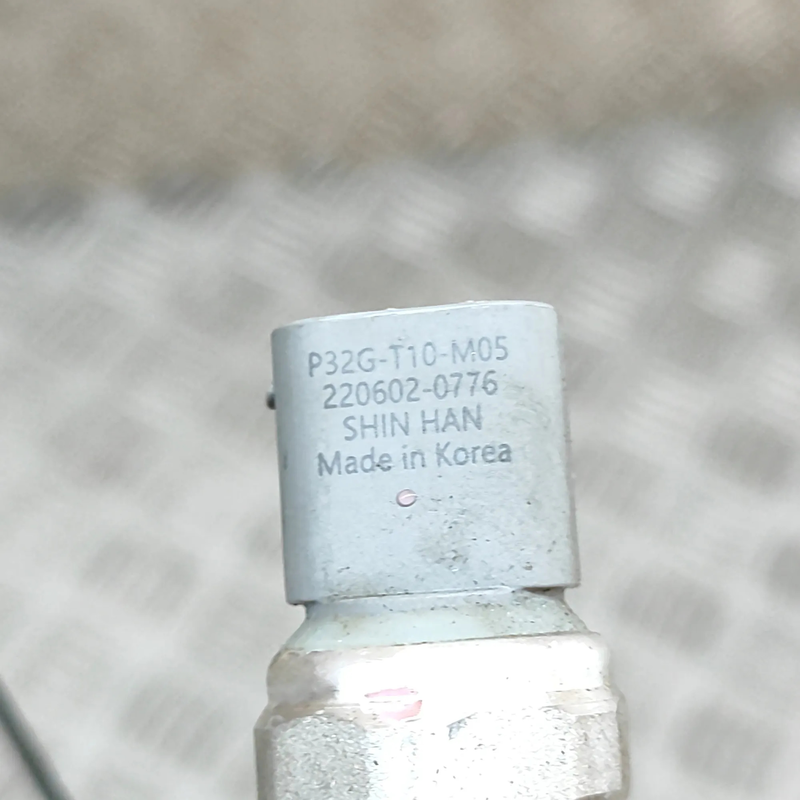 P32G-T10-M05
220602-0776
SHIN HAN
Made in Korea